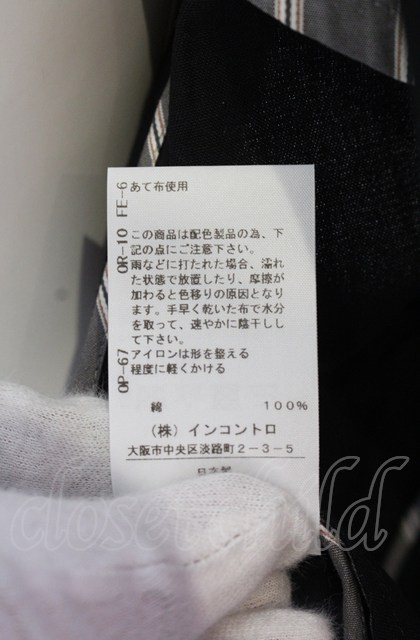 FE-6 あて布使用
OR-10 この商品は配色製品の為、下
記の点にご注意下さい。
雨などに打たれた場合、濡れ
た状態で放置したり、摩擦が
加わると色移りの原因となり
ます。手早く乾いた布で水分
を取って、速やかに陰干しし
て下さい。
OP-67 アイロンは形を整える
程度に軽くかける
綿 100%
(株) インコントロ
大阪市中央区淡路町2-3-5
日本製
closet child